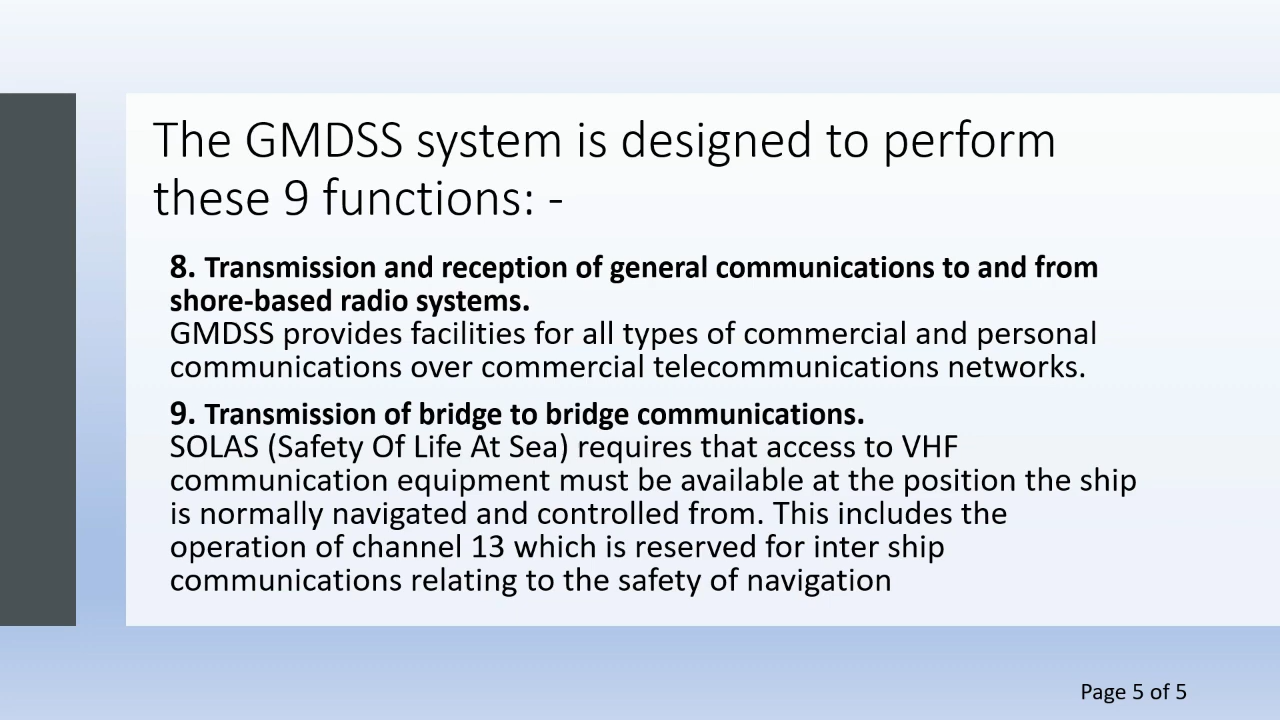 The GMDSS system is designed to perform
these 9 functions: -
8. Transmission and reception of general communications to and from
shore-based radio systems.
GMDSS provides facilities for all types of commercial and personal
communications over commercial telecommunications networks.
9. Transmission of bridge to bridge communications.
SOLAS (Safety Of Life At Sea) requires that access to VHF
communication equipment must be available at the position the ship
is normally navigated and controlled from. This includes the
operation of channel 13 which is reserved for inter ship
communications relating to the safety of navigation
Page 5 of 5